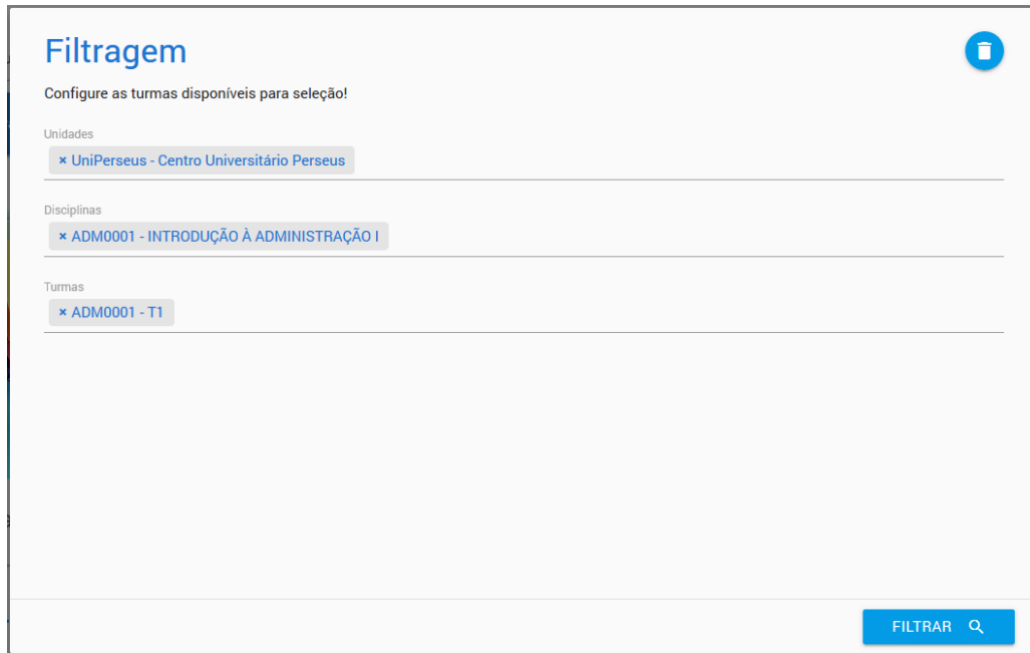 Filtragem
Configure as turmas disponíveis para seleção!
Unidades
× UniPerseus - Centro Universitário Perseus
Disciplinas
× ADM0001 - INTRODUÇÃO À ADMINISTRAÇÃO I
Turmas
× ADM0001 - T1
FILTRAR